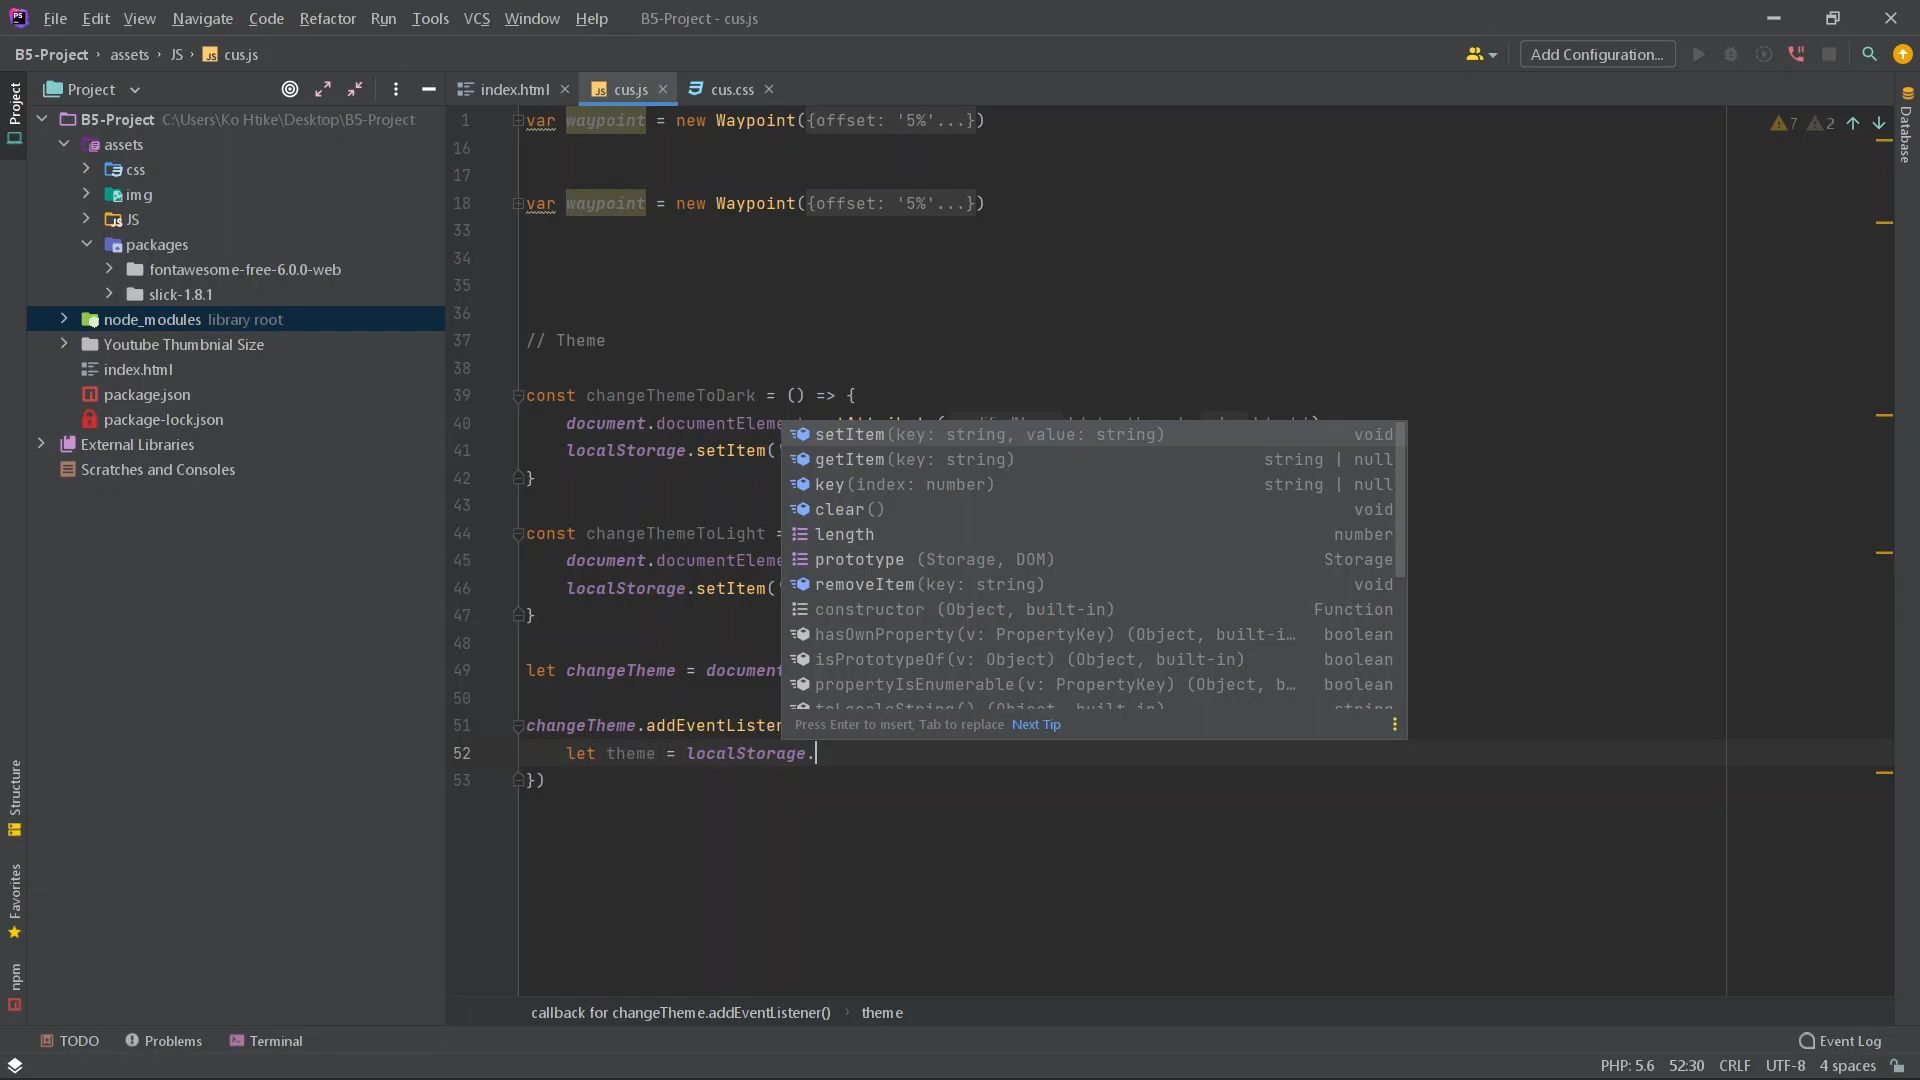 File Edit View Navigate Code Refactor Run Tools VCS Window Help B5-Project - cus.js
B5-Project › assets › JS › cus.js Add Configuration...
Project
index.html cus.js cus.css
B5-Project C:\Users\Ko Htike\Desktop\B5-Project
assets
css
img
JS
packages
fontawesome-free-6.0.0-web
slick-1.8.1
node_modules library root
Youtube Thumbnial Size
index.html
package.json
package-lock.json
External Libraries
Scratches and Consoles
Project
Structure
Favorites
npm
Database
7 2
1 var waypoint = new Waypoint({offset: '5%'...})
16
17
18 var waypoint = new Waypoint({offset: '5%'...})
33
34
35
36
37 // Theme
38
39 const changeThemeToDark = () => {
40 document.documentEleme
41 localStorage.setItem(
42 }
43
44 const changeThemeToLight =
45 document.documentEleme
46 localStorage.setItem(
47 }
48
49 let changeTheme = document
50
51 changeTheme.addEventListen
52 let theme = localStorage.
53 })
setItem(key: string, value: string) void
getItem(key: string) string | null
key(index: number) string | null
clear() void
length number
prototype (Storage, DOM) Storage
removeItem(key: string) void
constructor (Object, built-in) Function
hasOwnProperty(v: PropertyKey) (Object, built-i… boolean
isPrototypeOf(v: Object) (Object, built-in) boolean
propertyIsEnumerable(v: PropertyKey) (Object, b… boolean
Press Enter to insert, Tab to replace Next Tip
callback for changeTheme.addEventListener() › theme
TODO Problems Terminal Event Log
PHP: 5.6 52:30 CRLF UTF-8 4 spaces